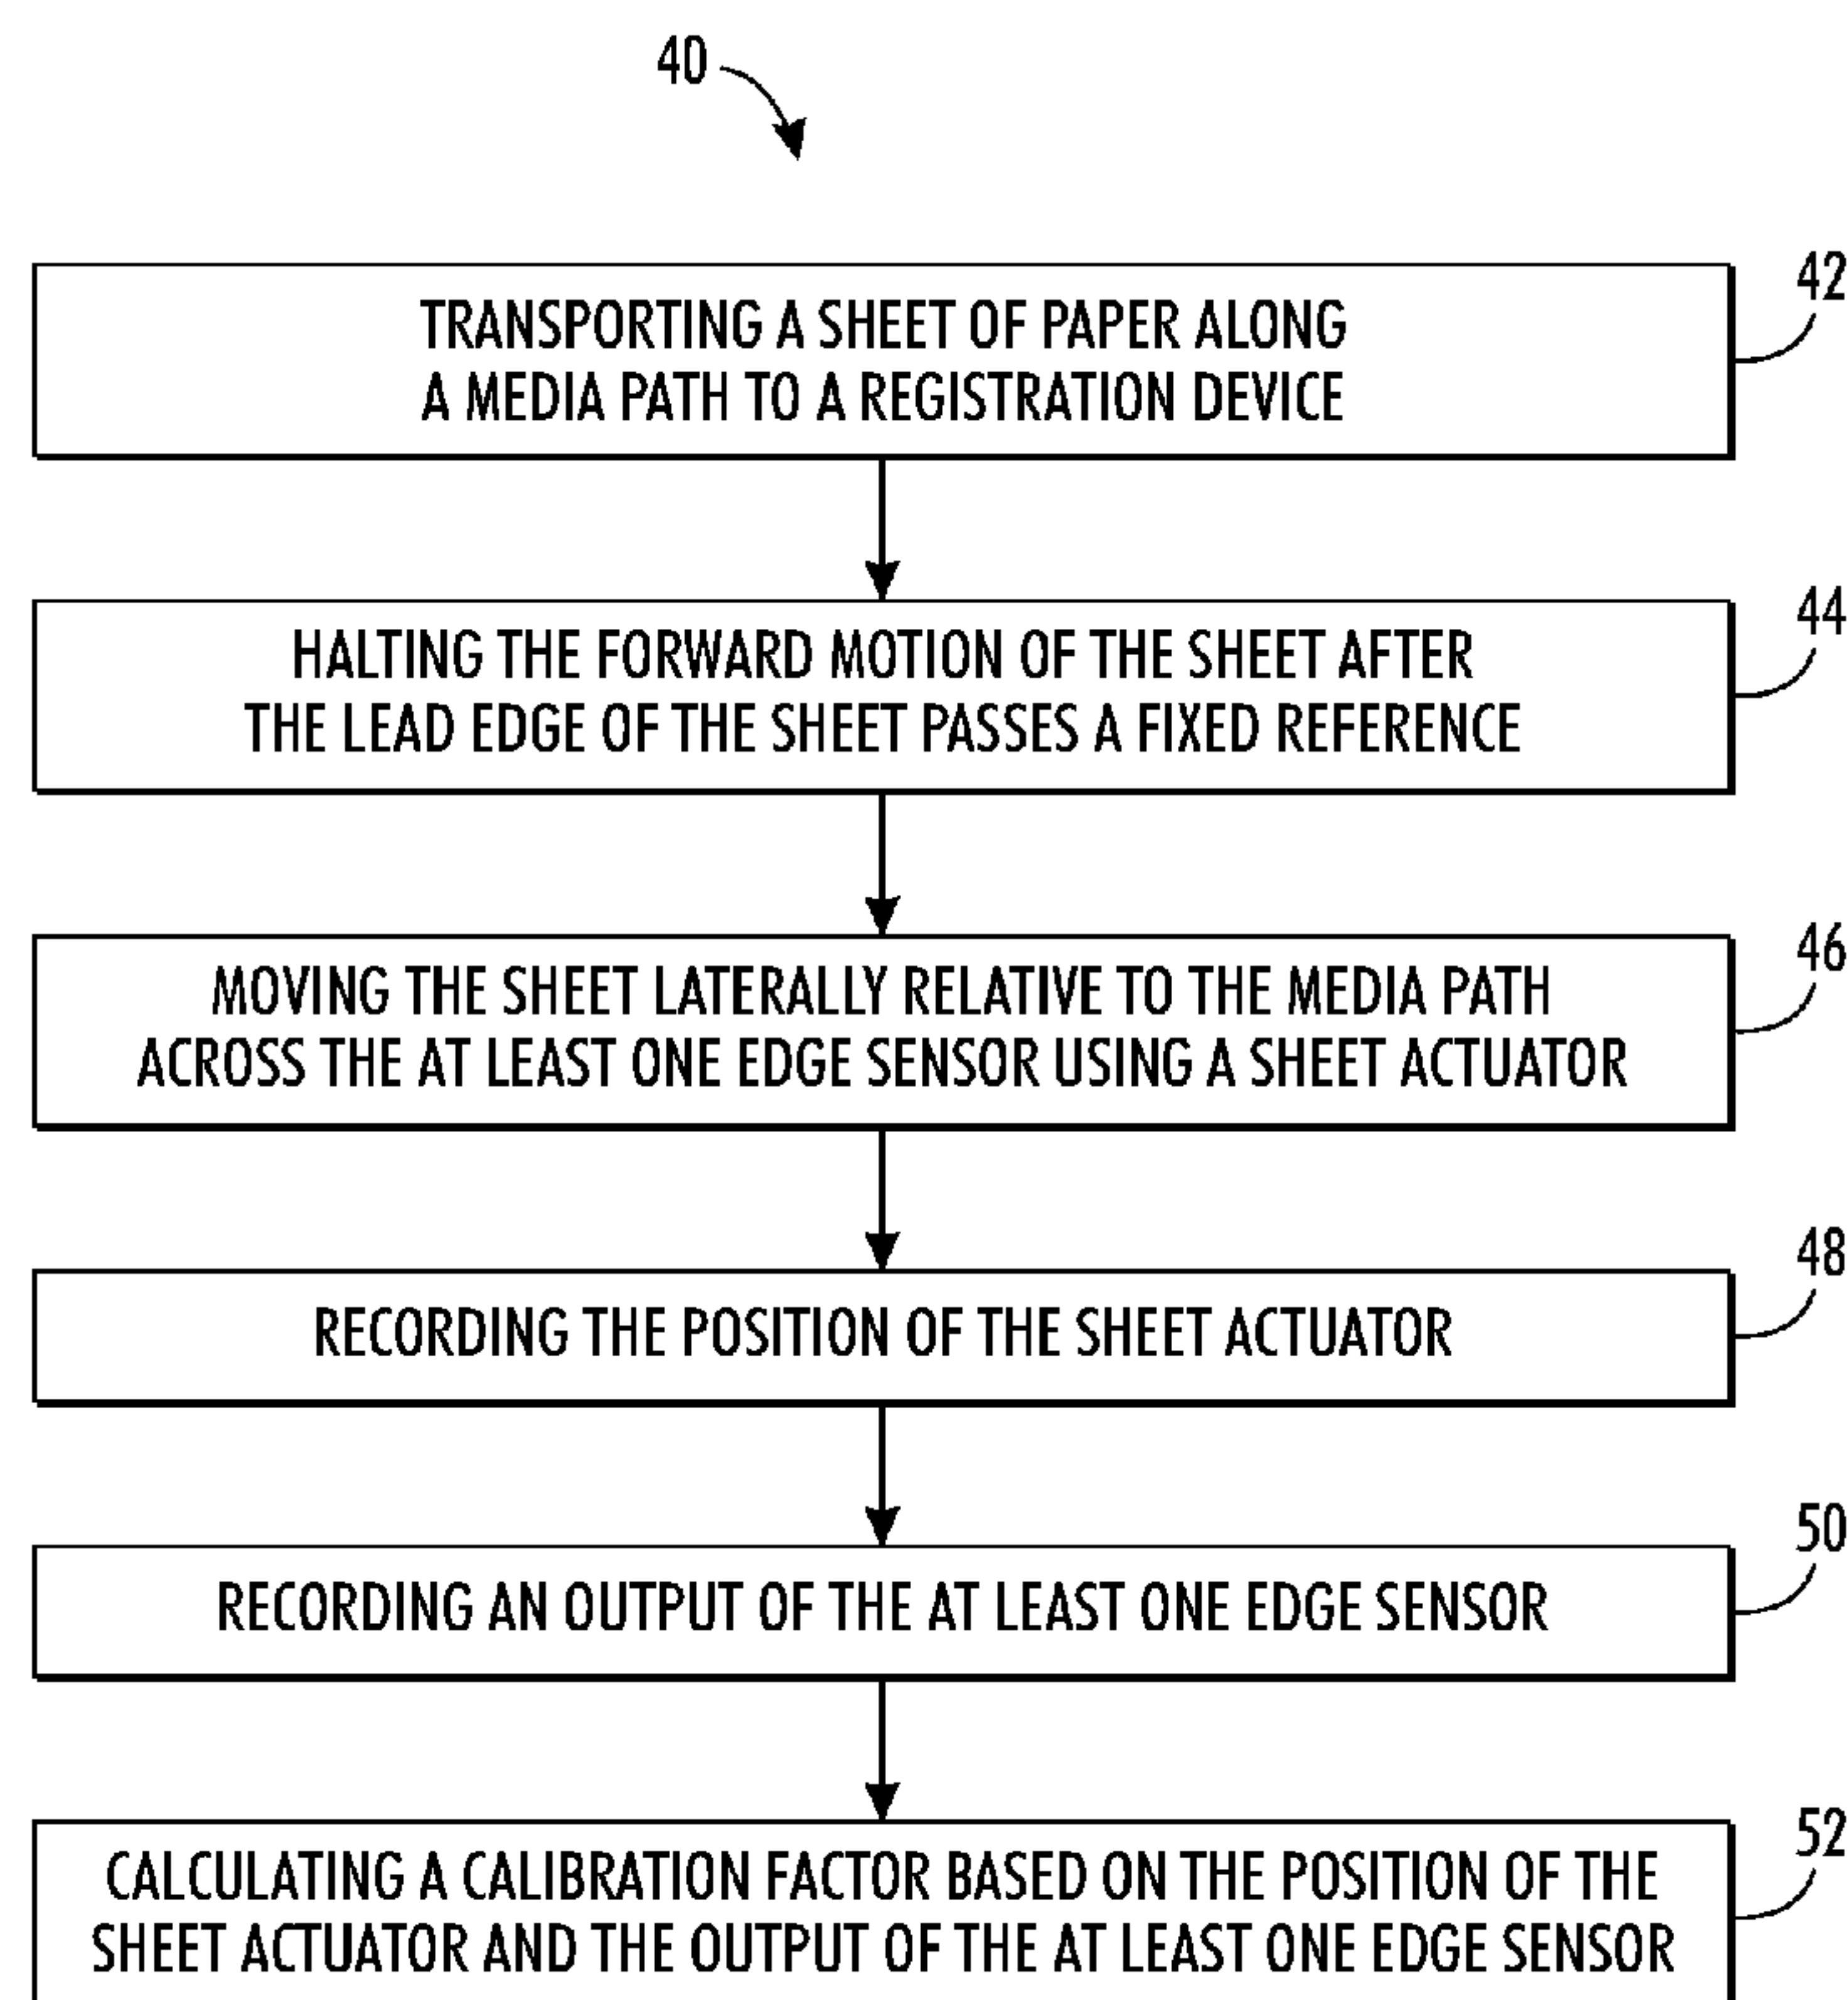 40
42
TRANSPORTING A SHEET OF PAPER ALONG
A MEDIA PATH TO A REGISTRATION DEVICE
44
HALTING THE FORWARD MOTION OF THE SHEET AFTER
THE LEAD EDGE OF THE SHEET PASSES A FIXED REFERENCE
46
MOVING THE SHEET LATERALLY RELATIVE TO THE MEDIA PATH
ACROSS THE AT LEAST ONE EDGE SENSOR USING A SHEET ACTUATOR
48
RECORDING THE POSITION OF THE SHEET ACTUATOR
50
RECORDING AN OUTPUT OF THE AT LEAST ONE EDGE SENSOR
52
CALCULATING A CALIBRATION FACTOR BASED ON THE POSITION OF THE
SHEET ACTUATOR AND THE OUTPUT OF THE AT LEAST ONE EDGE SENSOR